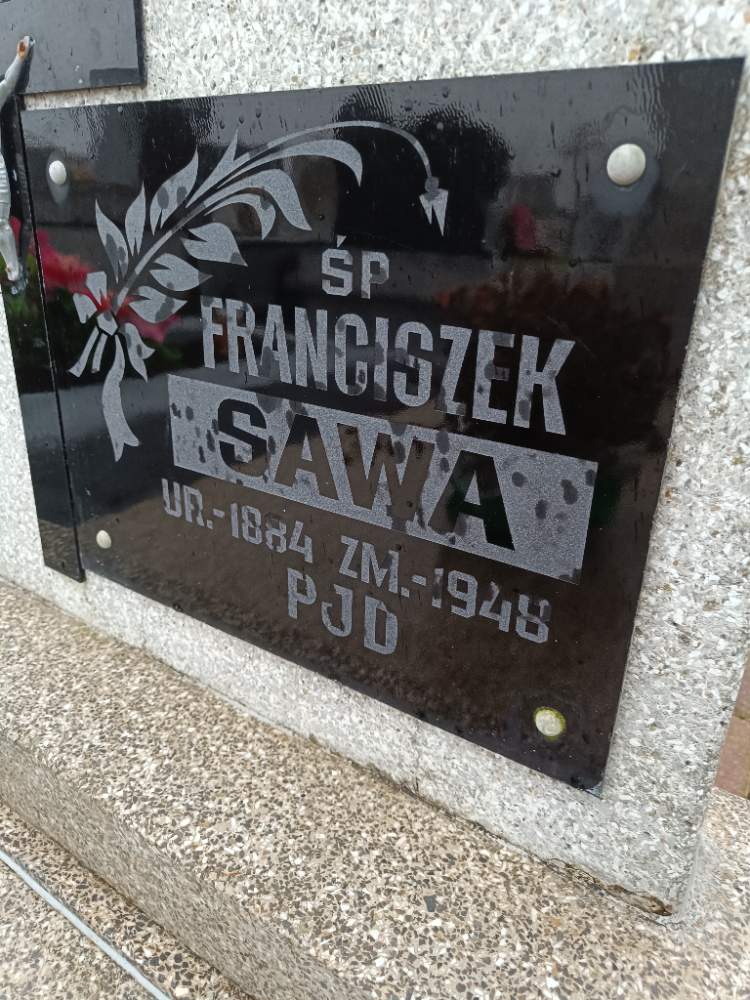 ŚP
FRANCISZEK
SAWA
UR.-1884 ZM.-1948
PJD